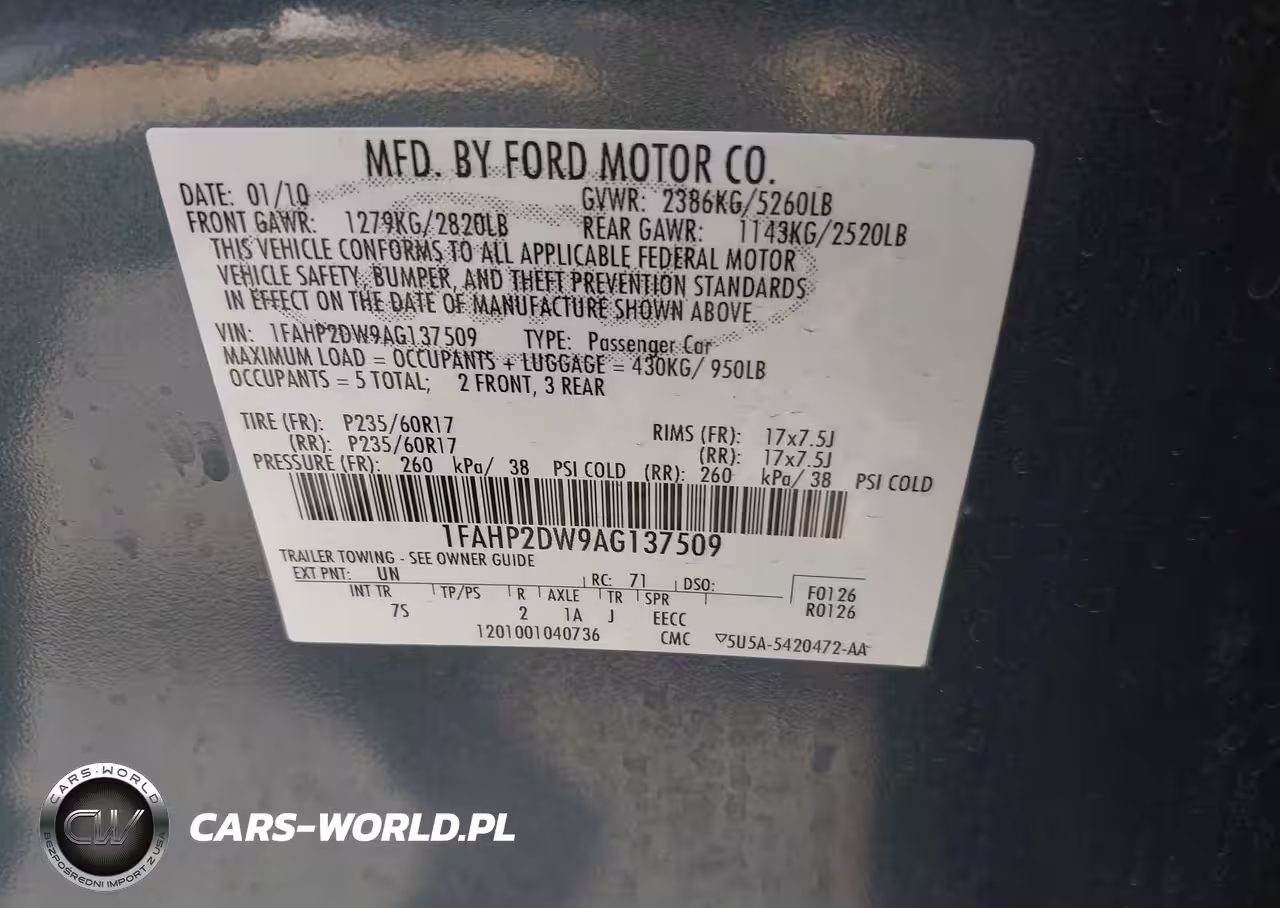 MFD. BY FORD MOTOR CO.
DATE: 01/10 GVWR: 2386KG/5260LB
FRONT GAWR: 1279KG/2820LB REAR GAWR: 1143KG/2520LB
THIS VEHICLE CONFORMS TO ALL APPLICABLE FEDERAL MOTOR
VEHICLE SAFETY, BUMPER, AND THEFT PREVENTION STANDARDS
IN EFFECT ON THE DATE OF MANUFACTURE SHOWN ABOVE.
VIN: 1FAHP2DW9AG137509 TYPE: Passenger Car
MAXIMUM LOAD = OCCUPANTS + LUGGAGE = 430KG/ 950LB
OCCUPANTS = 5 TOTAL; 2 FRONT, 3 REAR
TIRE (FR): P235/60R17 RIMS (FR): 17x7.5J
(RR): P235/60R17 (RR): 17x7.5J
PRESSURE (FR): 260 kPa/ 38 PSI COLD (RR): 260 kPa/ 38 PSI COLD
1FAHP2DW9AG137509
TRAILER TOWING - SEE OWNER GUIDE
EXT PNT: UN RC: 71 DSO: F0126
INT TR TP/PS R AXLE TR SPR R0126
7S 2 1A J EECC
1201001040736 CMC ▽5U5A-5420472-AA
CARS-WORLD
CW
BEZPOŚREDNI IMPORT Z USA
CARS-WORLD.PL